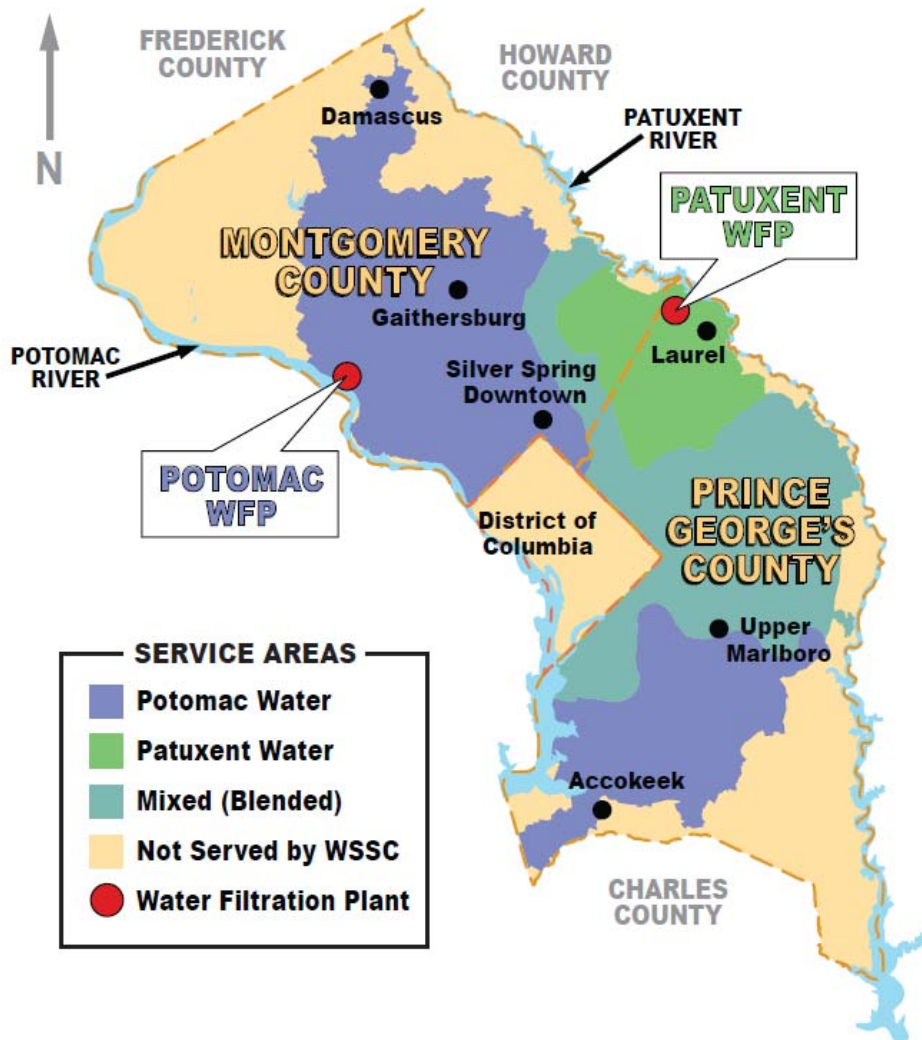 FREDERICK
COUNTY
HOWARD
COUNTY
Damascus
PATUXENT
RIVER
N
PATUXENT
WFP
MONTGOMERY
COUNTY
Gaithersburg
Laurel
POTOMAC
RIVER
Silver Spring
Downtown
POTOMAC
WFP
PRINCE
GEORGE'S
COUNTY
District of
Columbia
Upper
Marlboro
SERVICE AREAS
Potomac Water
Patuxent Water
Mixed (Blended)
Not Served by WSSC
Water Filtration Plant
Accokeek
CHARLES
COUNTY